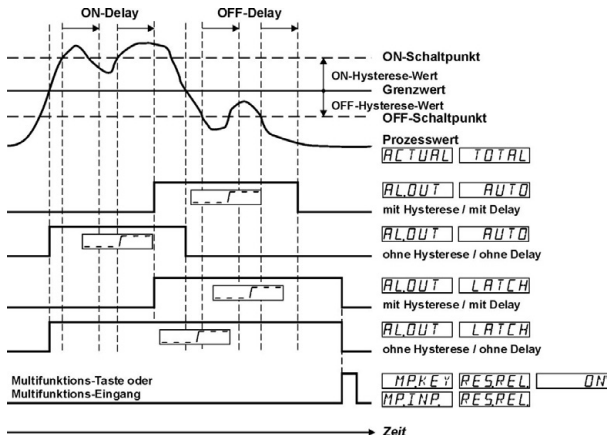 ON-Delay OFF-Delay
ON-Schaltpunkt
ON-Hysterese-Wert
Grenzwert
OFF-Hysterese-Wert
OFF-Schaltpunkt
Prozesswert
ACTUAL TOTAL
AL.OUT AUTO
mit Hysterese / mit Delay
AL.OUT AUTO
ohne Hysterese / ohne Delay
AL.OUT LATCH
mit Hysterese / mit Delay
AL.OUT LATCH
ohne Hysterese / ohne Delay
Multifunktions-Taste oder
Multifunktions-Eingang
MP.KEY RES.REL. ON
MP.INP. RES.REL.
Zeit